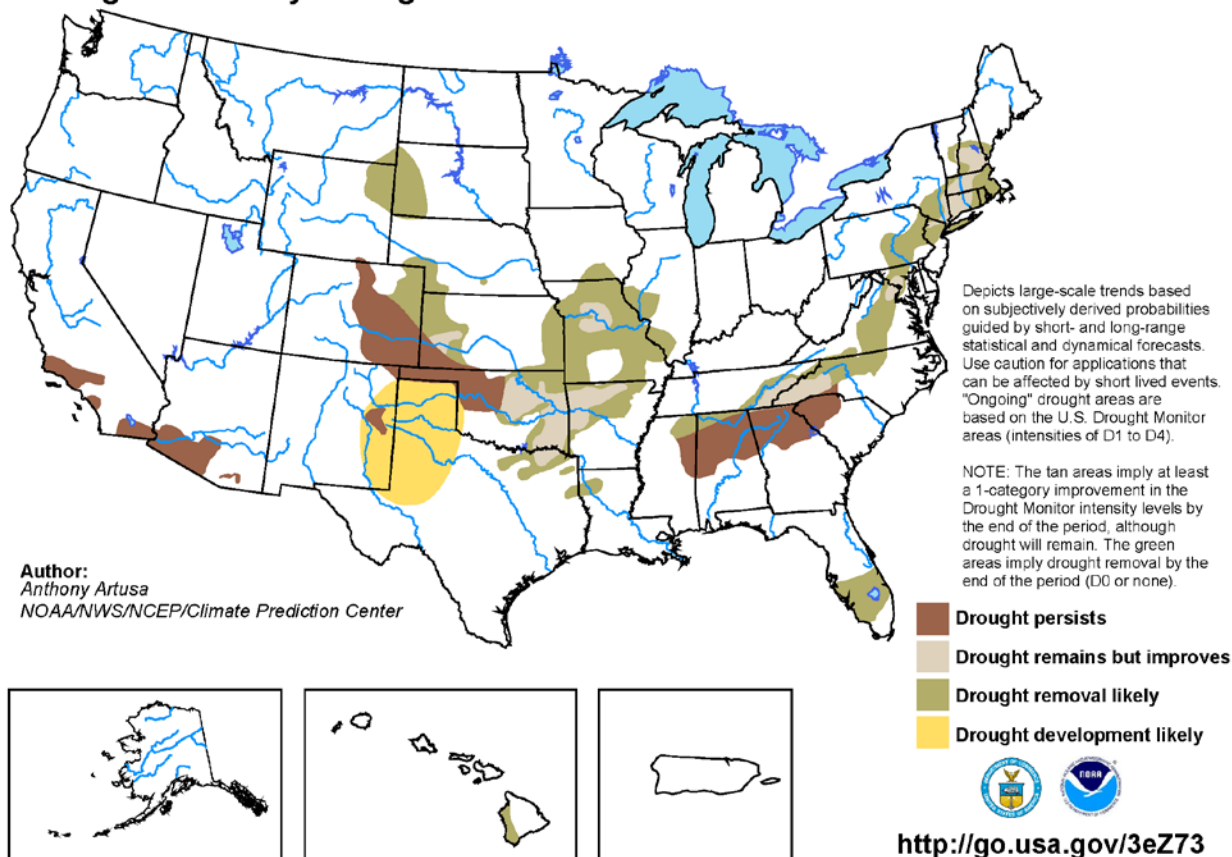 Depicts large-scale trends based
on subjectively derived probabilities
guided by short- and long-range
statistical and dynamical forecasts.
Use caution for applications that
can be affected by short lived events.
"Ongoing" drought areas are
based on the U.S. Drought Monitor
areas (intensities of D1 to D4).
NOTE: The tan areas imply at least
a 1-category improvement in the
Drought Monitor intensity levels by
the end of the period, although
drought will remain. The green
areas imply drought removal by the
end of the period (D0 or none).
Author:
Anthony Artusa
NOAA/NWS/NCEP/Climate Prediction Center
Drought persists
Drought remains but improves
Drought removal likely
Drought development likely
NOAA
http://go.usa.gov/3eZ73